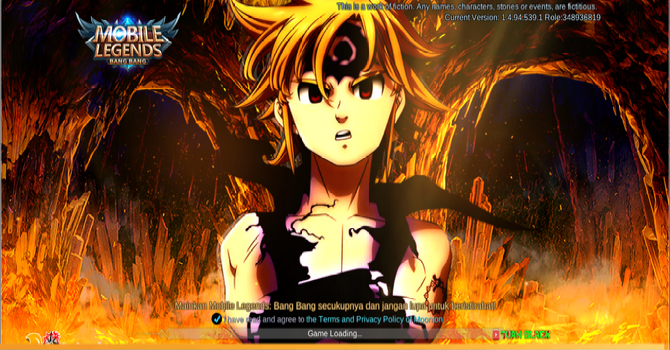 This is a work of fiction. Any names, characters, stories or events, are fictitious.
Current Version: 1.4.94.539.1 Role:348936819
MOBILE
LEGENDS
BANG BANG
Mainkan Mobile Legends: Bang Bang secukupnya dan jangan lupa untuk beristirahat!
I have read and agree to the Terms and Privacy Policy of Moonton
Game Loading...
TUAN BLACK